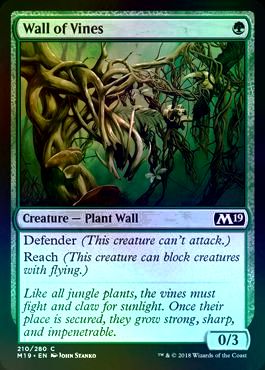 Wall of Vines
Creature — Plant Wall
M19
Defender (This creature can't attack.)
Reach (This creature can block creatures
with flying.)
Like all jungle plants, the vines must
fight and claw for sunlight. Once their
place is secured, they grow strong, sharp,
and impenetrable.
0/3
210/280 C
M19 • EN JOHN STANKO
™ & © 2018 Wizards of the Coast